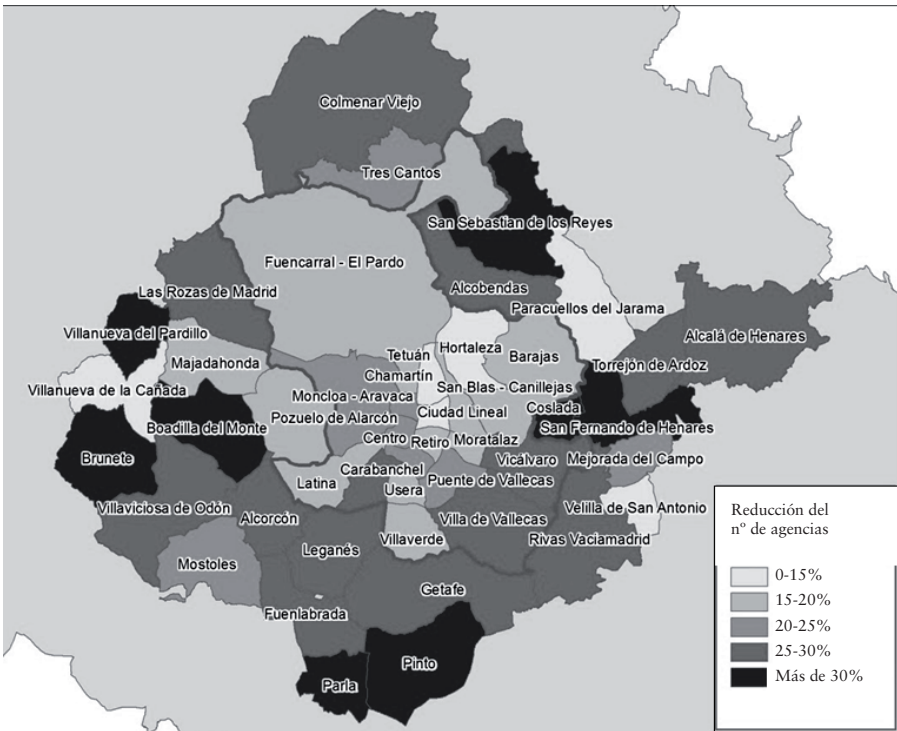 Colmenar Viejo
Tres Cantos
San Sebastían de los Reyes
Fuencarral - El Pardo
Las Rozas de Madrid
Alcobendas
Paracuellos del Jarama
Villanueva del Pardillo
Alcalá de Henares
Hortaleza
Tetuán
Barajas
Majadahonda
Torrejón de Ardoz
Chamartín
Villanueva de la Cañada
San Blas - Canillejas
Moncloa - Aravaca
Coslada
Ciudad Lineal
Pozuelo de Alarcón
Boadilla del Monte
San Fernando de Henares
Centro
Retiro
Moratalaz
Brunete
Vicálvaro
Mejorada del Campo
Carabanchel
Puente de Vallecas
Latina
Usera
Villaviciosa de Odón
Velilla de San Antonio
Alcorcón
Villa de Vallecas
Villaverde
Rivas Vaciamadrid
Leganés
Mostoles
Getafe
Fuenlabrada
Pinto
Parla
Reducción del
nº de agencias
0-15%
15-20%
20-25%
25-30%
Más de 30%